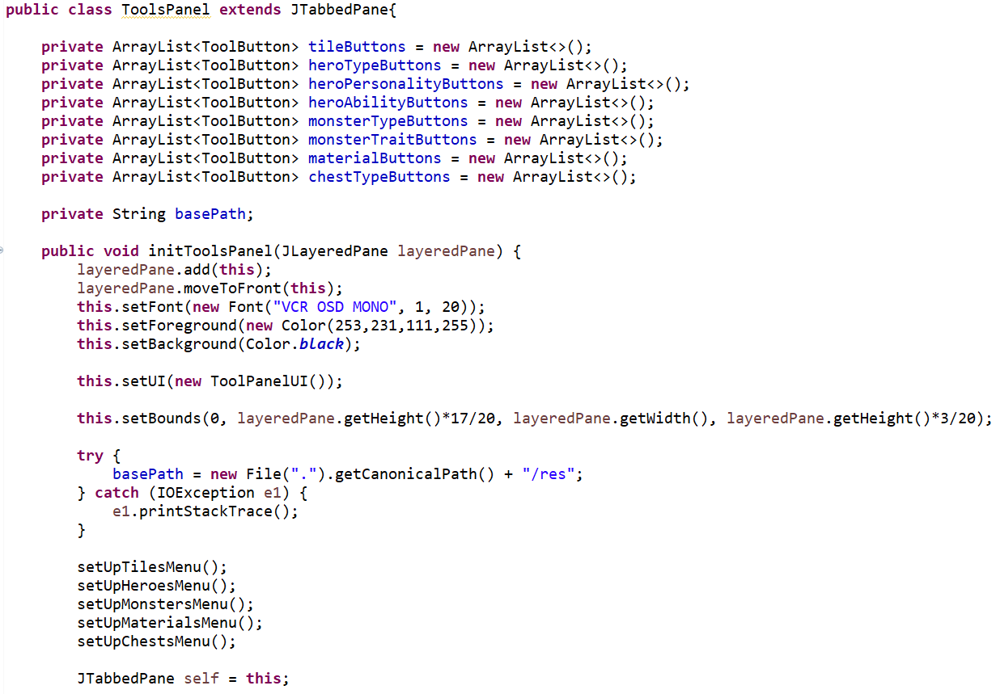 public class ToolsPanel extends JTabbedPane{
private ArrayList<ToolButton> tileButtons = new ArrayList<>();
private ArrayList<ToolButton> heroTypeButtons = new ArrayList<>();
private ArrayList<ToolButton> heroPersonalityButtons = new ArrayList<>();
private ArrayList<ToolButton> heroAbilityButtons = new ArrayList<>();
private ArrayList<ToolButton> monsterTypeButtons = new ArrayList<>();
private ArrayList<ToolButton> monsterTraitButtons = new ArrayList<>();
private ArrayList<ToolButton> materialButtons = new ArrayList<>();
private ArrayList<ToolButton> chestTypeButtons = new ArrayList<>();
private String basePath;
public void initToolsPanel(JLayeredPane layeredPane) {
layeredPane.add(this);
layeredPane.moveToFront(this);
this.setFont(new Font("VCR OSD MONO", 1, 20));
this.setForeground(new Color(253,231,111,255));
this.setBackground(Color.black);
this.setUI(new ToolPanelUI());
this.setBounds(0, layeredPane.getHeight()*17/20, layeredPane.getWidth(), layeredPane.getHeight()*3/20);
try {
basePath = new File(".").getCanonicalPath() + "/res";
} catch (IOException e1) {
e1.printStackTrace();
}
setUpTilesMenu();
setUpHeroesMenu();
setUpMonstersMenu();
setUpMaterialsMenu();
setUpChestsMenu();
JTabbedPane self = this;